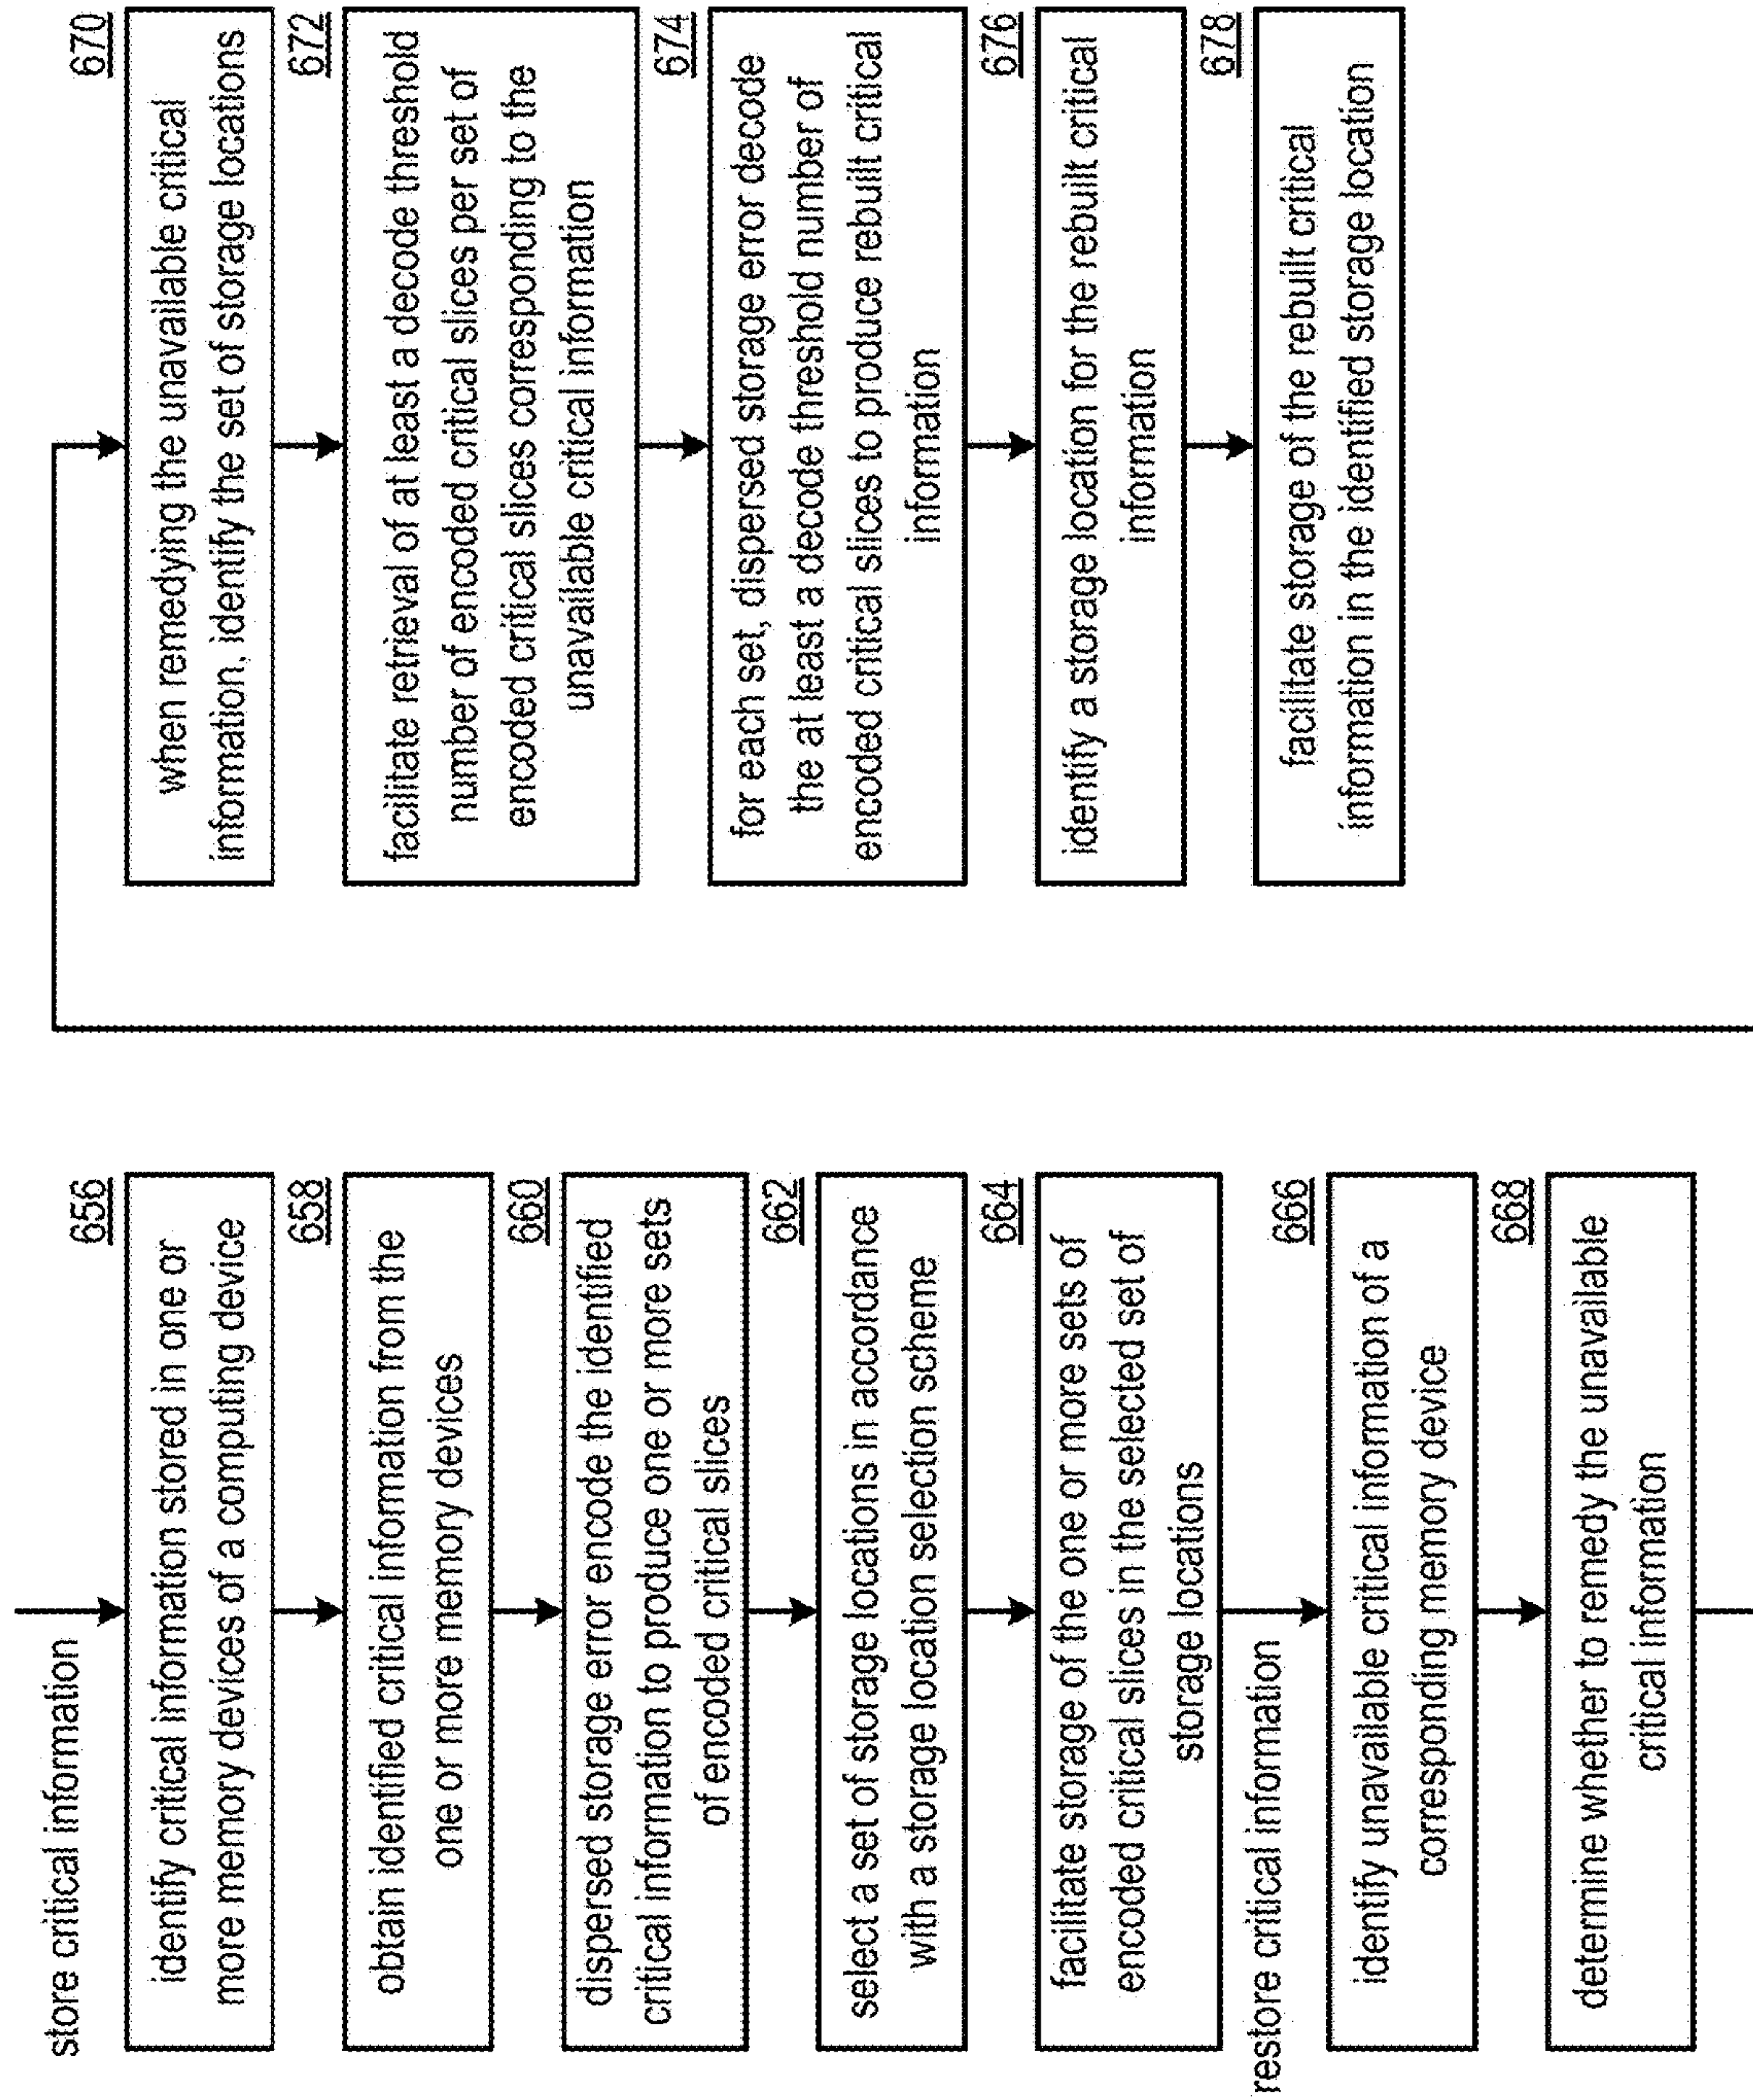 store critical information
656
identify critical information stored in one or
more memory devices of a computing device
658
obtain identified critical information from the
one or more memory devices
660
dispersed storage error encode the identified
critical information to produce one or more sets
of encoded critical slices
662
select a set of storage locations in accordance
with a storage location selection scheme
664
facilitate storage of the one or more sets of
encoded critical slices in the selected set of
storage locations
restore critical information
666
identify unavailable critical information of a
corresponding memory device
668
determine whether to remedy the unavailable
critical information
670
when remedying the unavailable critical
information, identify the set of storage locations
672
facilitate retrieval of at least a decode threshold
number of encoded critical slices per set of
encoded critical slices corresponding to the
unavailable critical information
674
for each set, dispersed storage error decode
the at least a decode threshold number of
encoded critical slices to produce rebuilt critical
information
676
identify a storage location for the rebuilt critical
information
678
facilitate storage of the rebuilt critical
information in the identified storage location